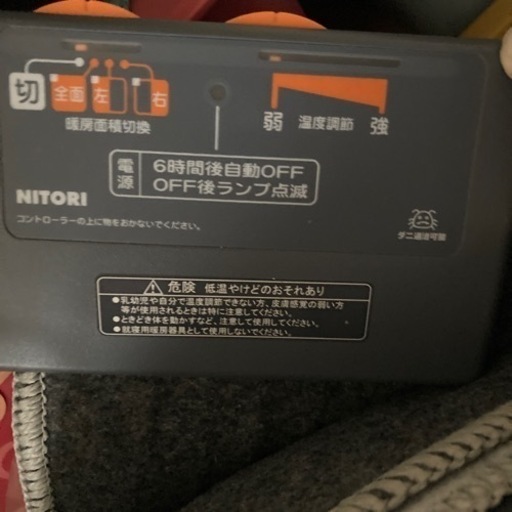 切 全面 左 右
暖房面積切換
弱 温度調節 強
電源
6時間後自動OFF
OFF後ランプ点滅
NITORI
コントローラーの上に物をおかないでください。
ダニ退治可能
危険 低温やけどのおそれあり
●乳幼児や自分で温度調節できない方、皮膚感覚の弱い方
等が使用されるときは特に注意してください。
●ときどき体を動かすなど、注意して使用してください。
●就寝用暖房器具として使用しないでください。